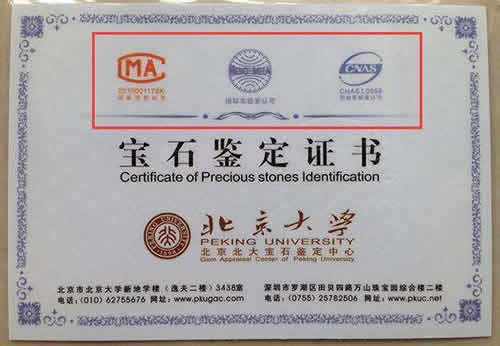 MA
CNAS
宝石鉴定证书
Certificate of Precious stones Identification
北京大学
PEKING UNIVERSITY
北京北大宝石鉴定中心
Gem Appraisal Center of Peking University
北京市北京大学新地学楼（逸夫二楼）3438室
电话：(010) 62755676 网址：www.pkugac.com
深圳市罗湖区田贝四路万山珠宝园综合楼二楼
电话：(0755) 25782506 网址：www.pkuc.net